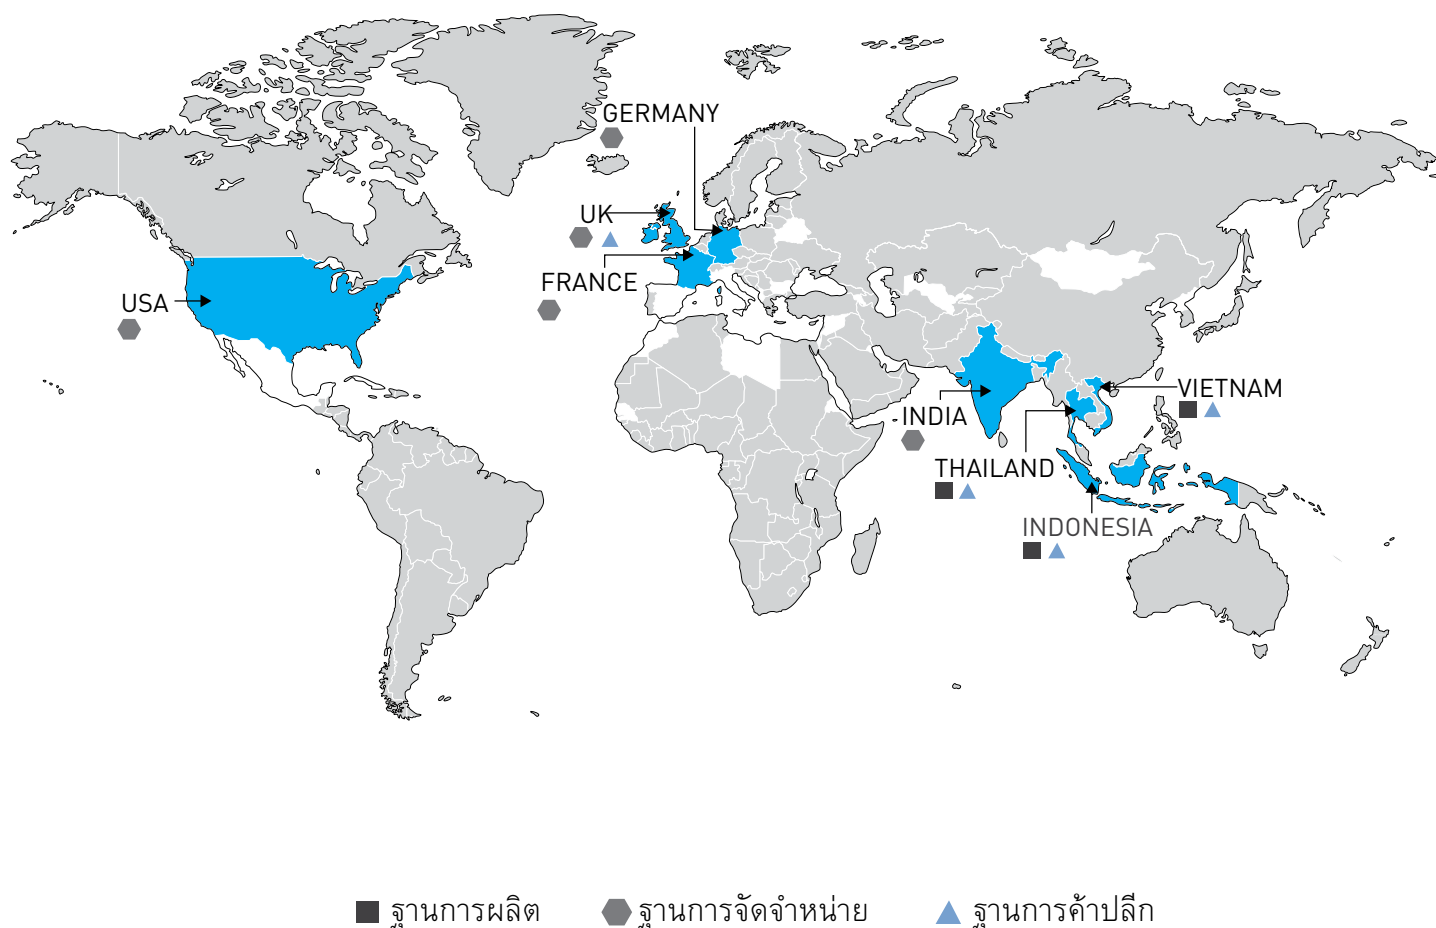 GERMANY
UK
FRANCE
USA
VIETNAM
INDIA
THAILAND
INDONESIA
ฐานการผลิต ฐานการจัดจำหน่าย ฐานการค้าปลีก